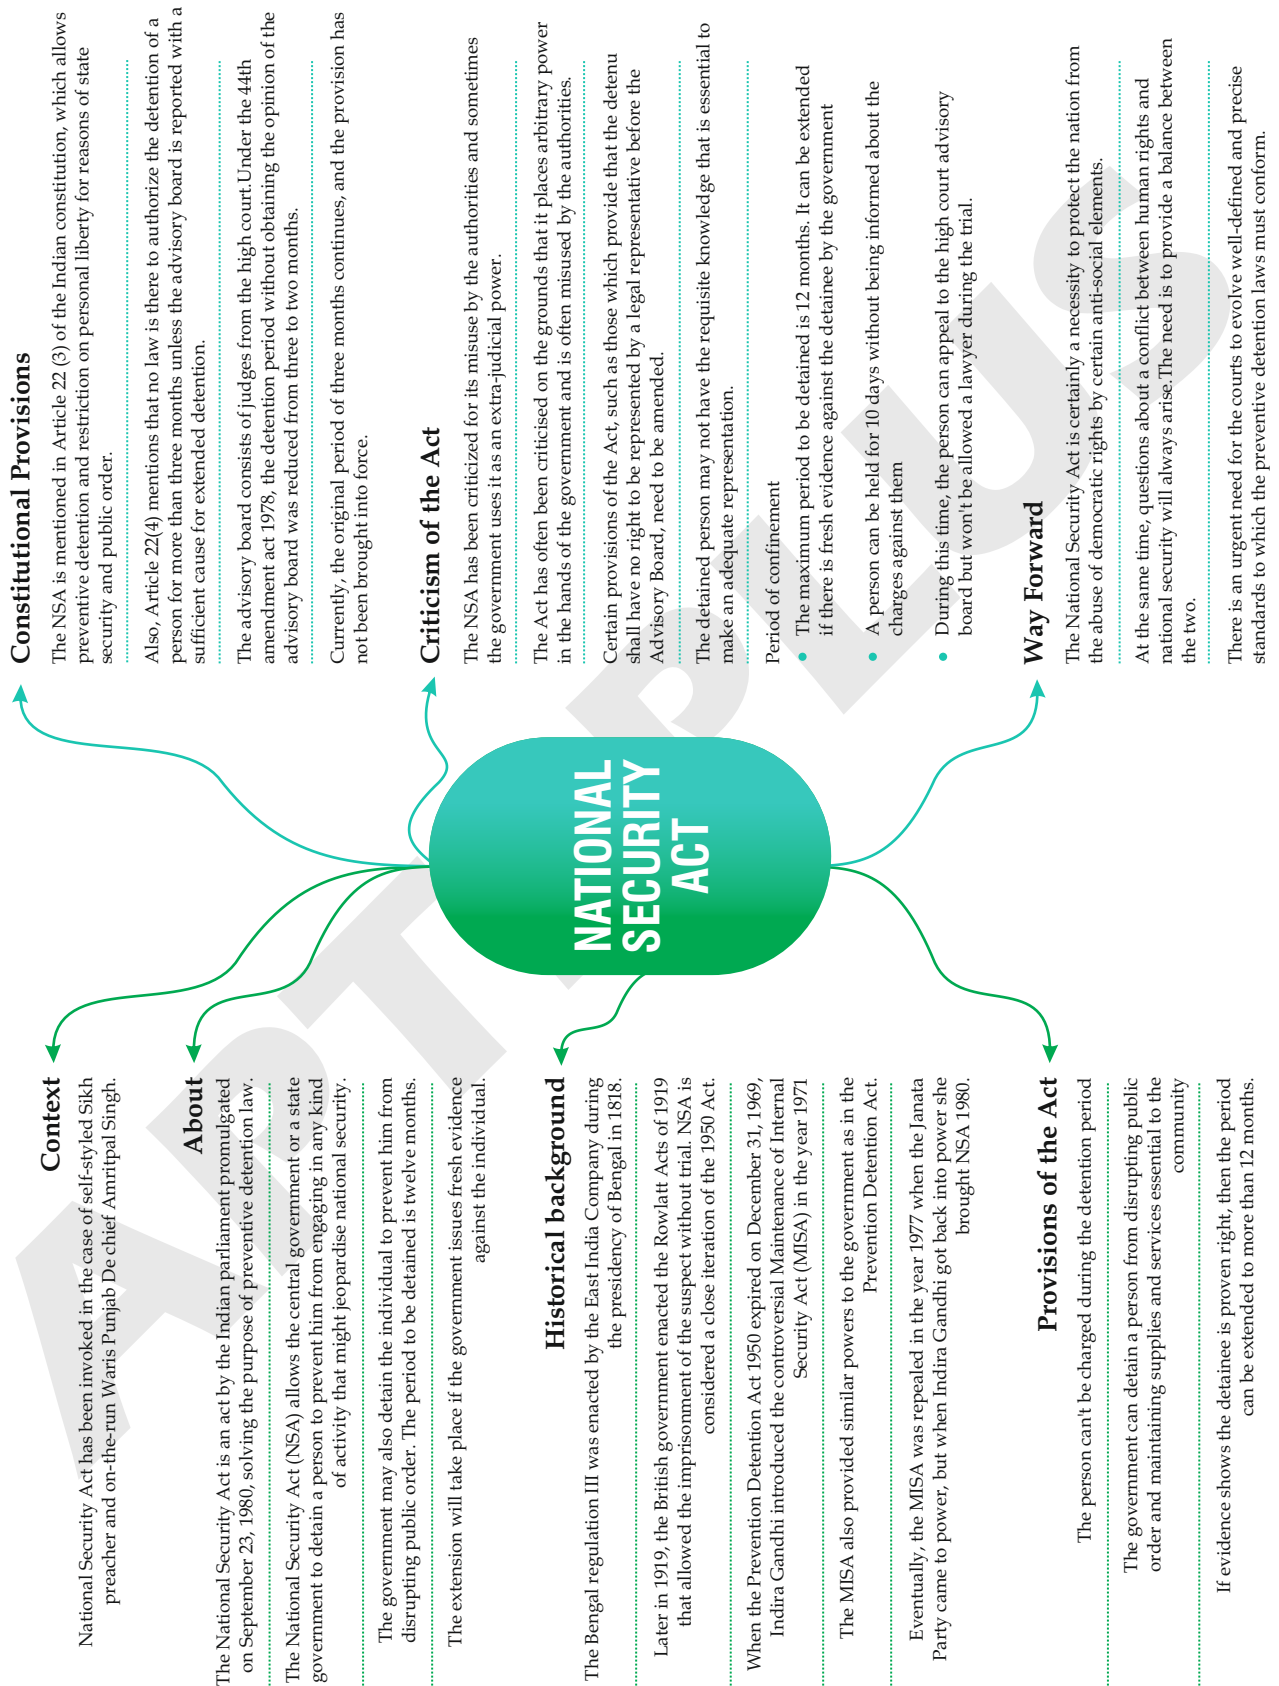 NATIONAL
SECURITY
ACT
Context
National Security Act has been invoked in the case of self-styled Sikh
preacher and on-the-run Waris Punjab De chief Amritpal Singh.
About
The National Security Act is an act by the Indian parliament promulgated
on September 23, 1980, solving the purpose of preventive detention law.
The National Security Act (NSA) allows the central government or a state
government to detain a person to prevent him from engaging in any kind
of activity that might jeopardise national security.
The government may also detain the individual to prevent him from
disrupting public order. The period to be detained is twelve months.
The extension will take place if the government issues fresh evidence
against the individual.
Historical background
The Bengal regulation III was enacted by the East India Company during
the presidency of Bengal in 1818.
Later in 1919, the British government enacted the Rowlatt Acts of 1919
that allowed the imprisonment of the suspect without trial. NSA is
considered a close iteration of the 1950 Act.
When the Prevention Detention Act 1950 expired on December 31, 1969,
Indira Gandhi introduced the controversial Maintenance of Internal
Security Act (MISA) in the year 1971
The MISA also provided similar powers to the government as in the
Prevention Detention Act.
Eventually, the MISA was repealed in the year 1977 when the Janata
Party came to power, but when Indira Gandhi got back into power she
brought NSA 1980.
Provisions of the Act
The person can't be charged during the detention period
The government can detain a person from disrupting public
order and maintaining supplies and services essential to the
community
If evidence shows the detainee is proven right, then the period
can be extended to more than 12 months.
Constitutional Provisions
The NSA is mentioned in Article 22 (3) of the Indian constitution, which allows
preventive detention and restriction on personal liberty for reasons of state
security and public order.
Also, Article 22(4) mentions that no law is there to authorize the detention of a
person for more than three months unless the advisory board is reported with a
sufficient cause for extended detention.
The advisory board consists of judges from the high court.Under the 44th
amendment act 1978, the detention period without obtaining the opinion of the
advisory board was reduced from three to two months.
Currently, the original period of three months continues, and the provision has
not been brought into force.
Criticism of the Act
The NSA has been criticized for its misuse by the authorities and sometimes
the government uses it as an extra-judicial power.
The Act has often been criticised on the grounds that it places arbitrary power
in the hands of the government and is often misused by the authorities.
Certain provisions of the Act, such as those which provide that the detenu
shall have no right to be represented by a legal representative before the
Advisory Board, need to be amended.
The detained person may not have the requisite knowledge that is essential to
make an adequate representation.
Period of confinement
• The maximum period to be detained is 12 months. It can be extended
if there is fresh evidence against the detainee by the government
• A person can be held for 10 days without being informed about the
charges against them
• During this time, the person can appeal to the high court advisory
board but won't be allowed a lawyer during the trial.
Way Forward
The National Security Act is certainly a necessity to protect the nation from
the abuse of democratic rights by certain anti-social elements.
At the same time, questions about a conflict between human rights and
national security will always arise.The need is to provide a balance between
the two.
There is an urgent need for the courts to evolve well-defined and precise
standards to which the preventive detention laws must conform.